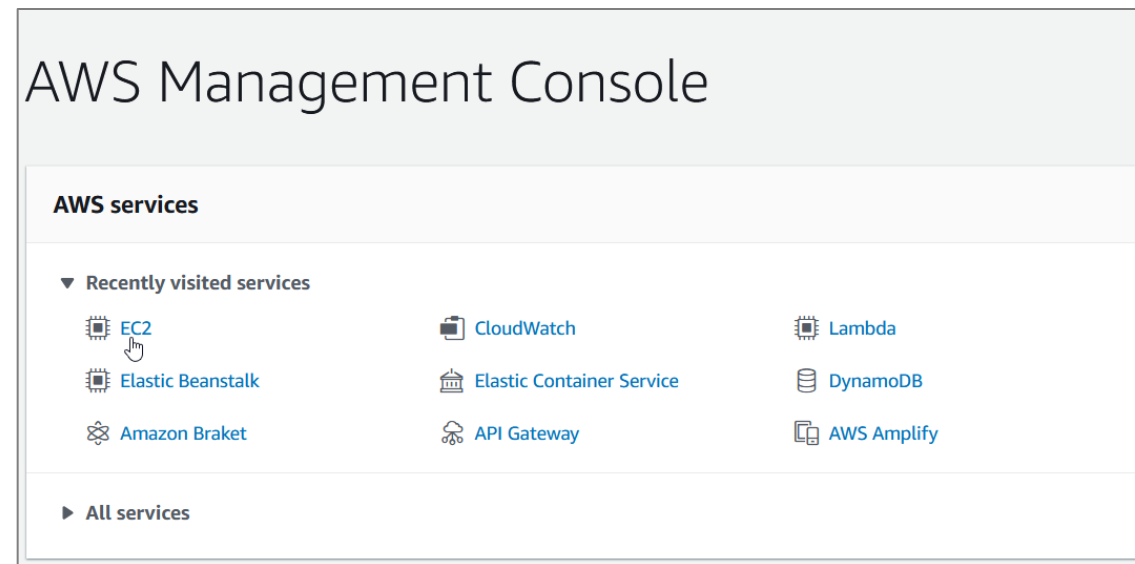 AWS Management Console
AWS services
Recently visited services
EC2 CloudWatch Lambda
Elastic Beanstalk Elastic Container Service DynamoDB
Amazon Braket API Gateway AWS Amplify
All services